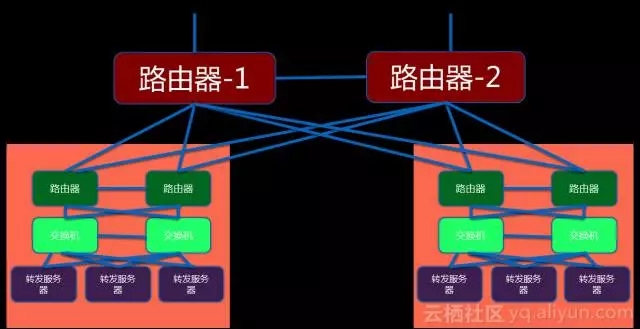 路由器-1
路由器-2
路由器
路由器
路由器
路由器
交换机
交换机
交换机
交换机
转发服务
器
转发服务
器
转发服务
器
转发服务
器
转发服务
器
转发服务
器
云栖社区 yq.aliyun.com